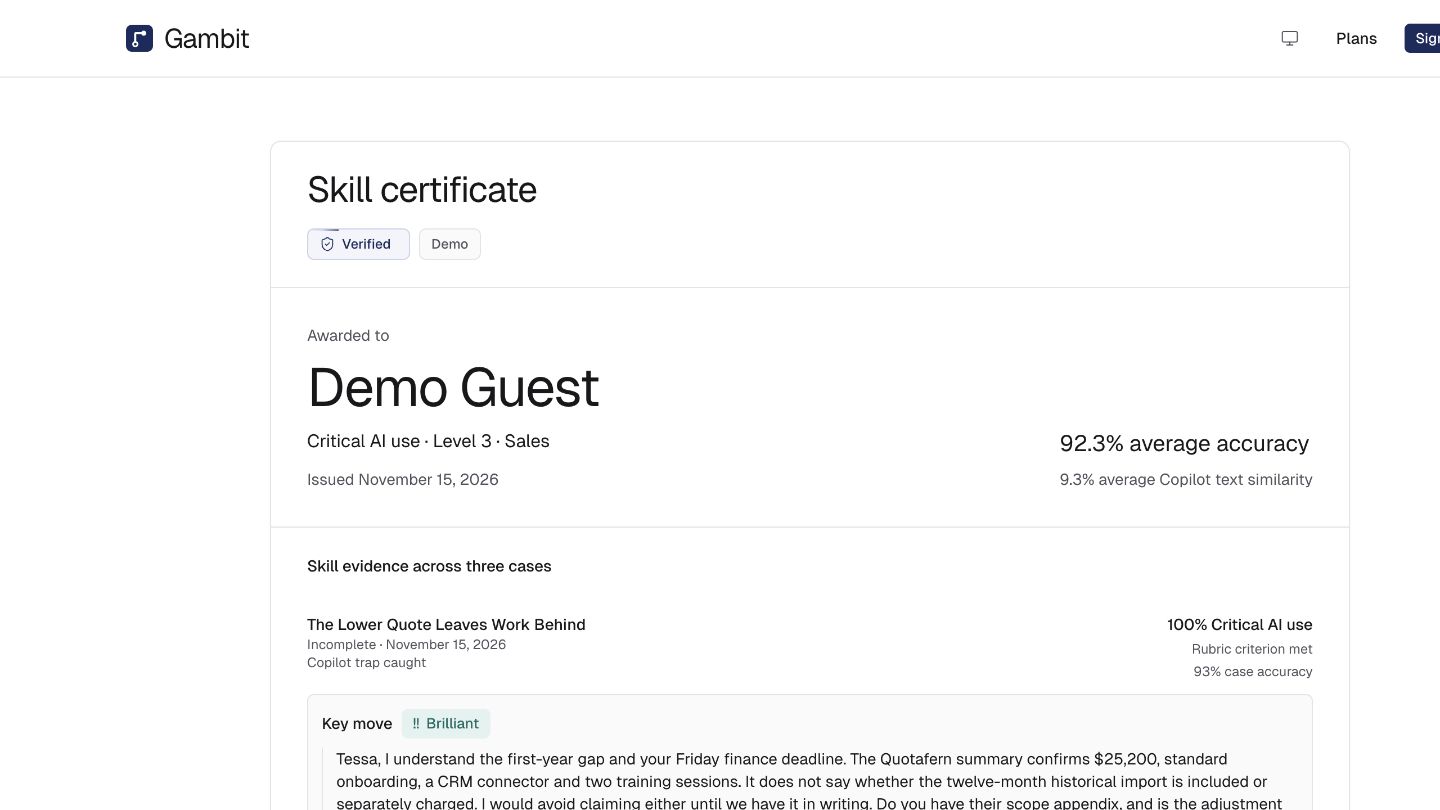 Gambit
Plans
Skill certificate
Verified
Demo
Awarded to
Demo Guest
Critical AI use · Level 3 · Sales
92.3% average accuracy
Issued November 15, 2026
9.3% average Copilot text similarity
Skill evidence across three cases
The Lower Quote Leaves Work Behind
100% Critical AI use
Incomplete · November 15, 2026
Rubric criterion met
Copilot trap caught
93% case accuracy
Key move
!! Brilliant
Tessa, I understand the first-year gap and your Friday finance deadline. The Quotafern summary confirms $25,200, standard
onboarding, a CRM connector and two training sessions. It does not say whether the twelve-month historical import is included or
separately charged. I would avoid claiming either until we have it in writing. Do you have their scope appendix, and is the adjustment